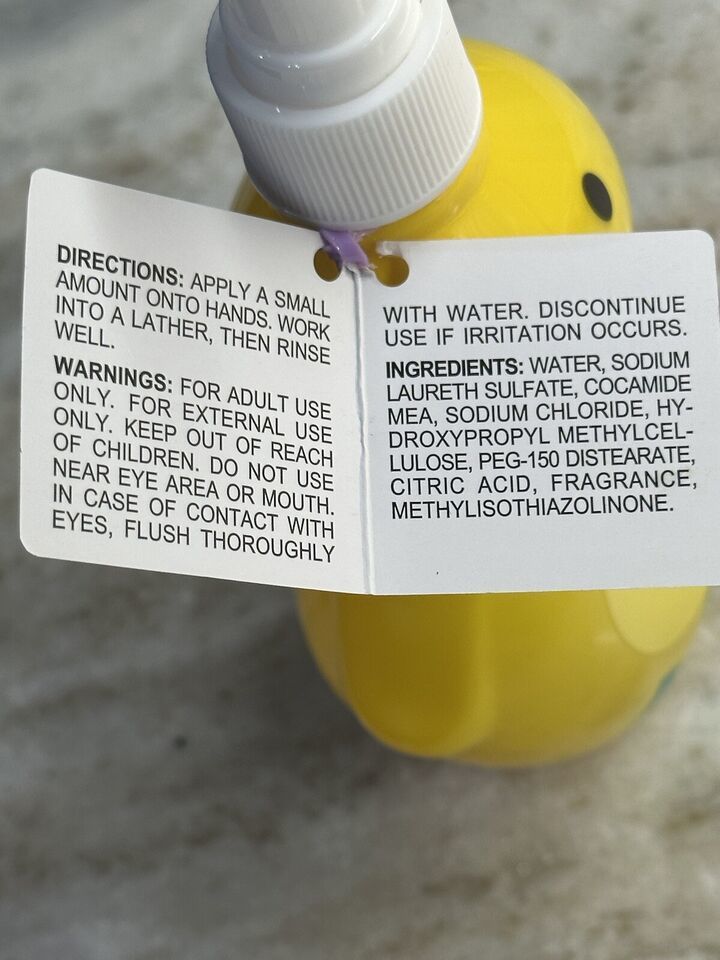 DIRECTIONS: APPLY A SMALL
AMOUNT ONTO HANDS. WORK
INTO A LATHER, THEN RINSE
WELL.
WARNINGS: FOR ADULT USE
ONLY. FOR EXTERNAL USE
ONLY. KEEP OUT OF REACH
OF CHILDREN. DO NOT USE
NEAR EYE AREA OR MOUTH.
IN CASE OF CONTACT WITH
EYES, FLUSH THOROUGHLY
WITH WATER. DISCONTINUE
USE IF IRRITATION OCCURS.
INGREDIENTS: WATER, SODIUM
LAURETH SULFATE, COCAMIDE
MEA, SODIUM CHLORIDE, HY-
DROXYPROPYL METHYLCEL-
LULOSE, PEG-150 DISTEARATE,
CITRIC ACID, FRAGRANCE,
METHYLISOTHIAZOLINONE.